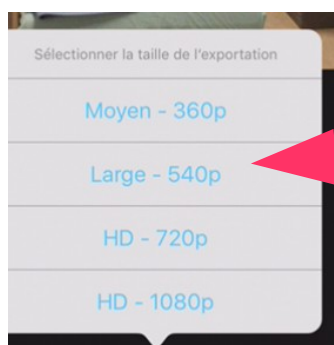 Sélectionner la taille de l'exportation
Moyen - 360p
Large - 540p
HD - 720p
HD - 1080p